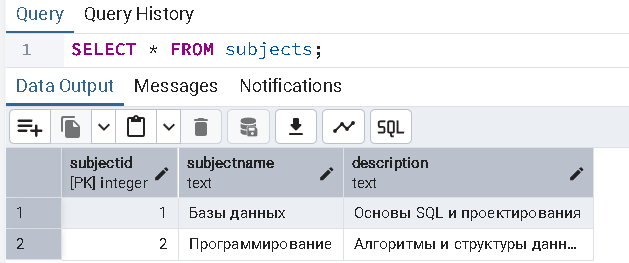 Query Query History
1 SELECT * FROM subjects;
Data Output Messages Notifications
SQL
subjectid subjectname description
[PK] integer text text
1 1 Базы данных Основы SQL и проектирования
2 2 Программирование Алгоритмы и структуры данн...